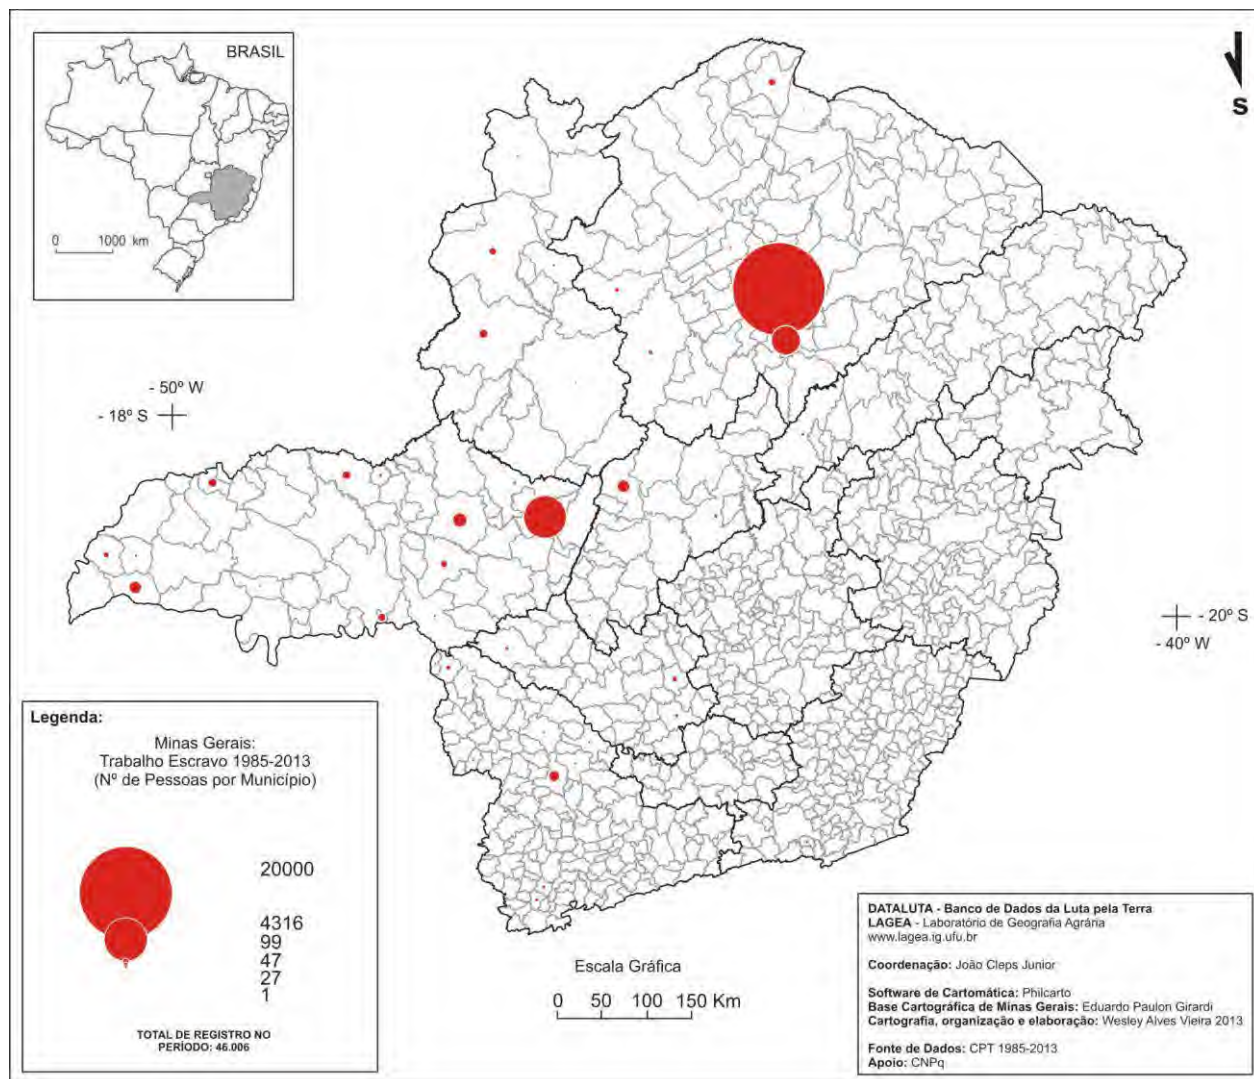 BRASIL
0 1000 km
S
- 50º W
- 18º S
- 20º S
- 40º W
Legenda:
Minas Gerais:
Trabalho Escravo 1985-2013
(Nº de Pessoas por Município)
20000
4316
99
47
27
1
TOTAL DE REGISTRO NO
PERÍODO: 46.006
Escala Gráfica
0 50 100 150 Km
DATALUTA - Banco de Dados da Luta pela Terra
LAGEA - Laboratório de Geografia Agrária
www.lagea.ig.ufu.br
Coordenação: João Cleps Junior
Software de Cartomática: Philcarto
Base Cartográfica de Minas Gerais: Eduardo Paulon Girardi
Cartografia, organização e elaboração: Wesley Alves Vieira 2013
Fonte de Dados: CPT 1985-2013
Apoio: CNPq